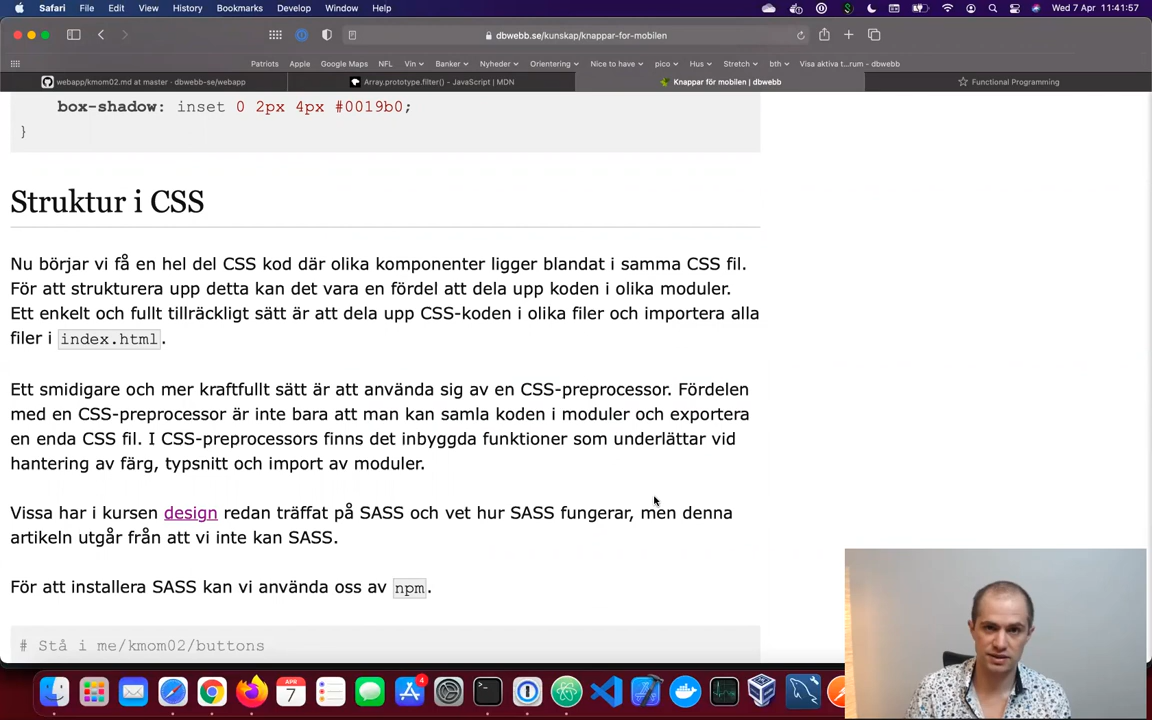 Safari File Edit View History Bookmarks Develop Window Help Wed 7 Apr 11:41:57
dbwebb.se/kunskap/knappar-for-mobilen
Patriots Apple Google Maps NFL Vin Banker Nyheder Orientering Nice to have pico Hus Stretch bth Visa aktiva t...rum - dbwebb
webapp/kmom02.md at master · dbwebb-se/webapp Array.prototype.filter() - JavaScript | MDN Knappar för mobilen | dbwebb Functional Programming
box-shadow: inset 0 2px 4px #0019b0;
}
Struktur i CSS
Nu börjar vi få en hel del CSS kod där olika komponenter ligger blandat i samma CSS fil.
För att strukturera upp detta kan det vara en fördel att dela upp koden i olika moduler.
Ett enkelt och fullt tillräckligt sätt är att dela upp CSS-koden i olika filer och importera alla
filer i index.html.
Ett smidigare och mer kraftfullt sätt är att använda sig av en CSS-preprocessor. Fördelen
med en CSS-preprocessor är inte bara att man kan samla koden i moduler och exportera
en enda CSS fil. I CSS-preprocessors finns det inbyggda funktioner som underlättar vid
hantering av färg, typsnitt och import av moduler.
Vissa har i kursen design redan träffat på SASS och vet hur SASS fungerar, men denna
artikeln utgår från att vi inte kan SASS.
För att installera SASS kan vi använda oss av npm.
# Stå i me/kmom02/buttons
APR
7
4